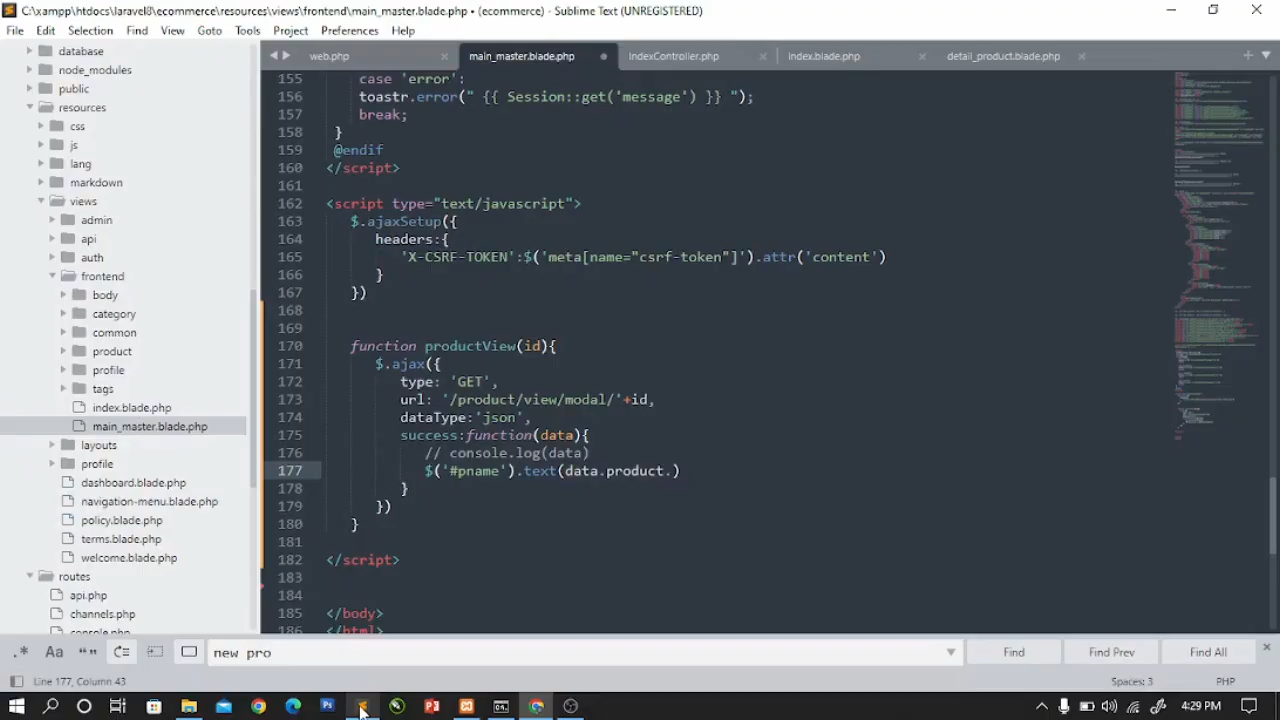 C:\xampp\htdocs\laravel8\ecommerce\resources\views\frontend\main_master.blade.php • (ecommerce) - Sublime Text (UNREGISTERED)
File Edit Selection Find View Goto Tools Project Preferences Help
database
node_modules
public
resources
css
js
lang
markdown
views
admin
api
auth
frontend
body
category
common
product
profile
tags
index.blade.php
main_master.blade.php
layouts
profile
dashboard.blade.php
navigation-menu.blade.php
policy.blade.php
terms.blade.php
welcome.blade.php
routes
api.php
channels.php
console.php
web.php main_master.blade.php IndexController.php index.blade.php detail_product.blade.php
155 case 'error':
156 toastr.error(" {{ Session::get('message') }} ");
157 break;
158 }
159 @endif
160 </script>
161
162 <script type="text/javascript">
163 $.ajaxSetup({
164 headers:{
165 'X-CSRF-TOKEN':$('meta[name="csrf-token"]').attr('content')
166 }
167 })
168
169
170 function productView(id){
171 $.ajax({
172 type: 'GET',
173 url: '/product/view/modal/'+id,
174 dataType:'json',
175 success:function(data){
176 // console.log(data)
177 $('#pname').text(data.product.)
178 }
179 })
180 }
181
182 </script>
183
184
185 </body>
186 </html>
.* Aa “” new pro Find Find Prev Find All
Line 177, Column 43 Spaces: 3 PHP
4:29 PM